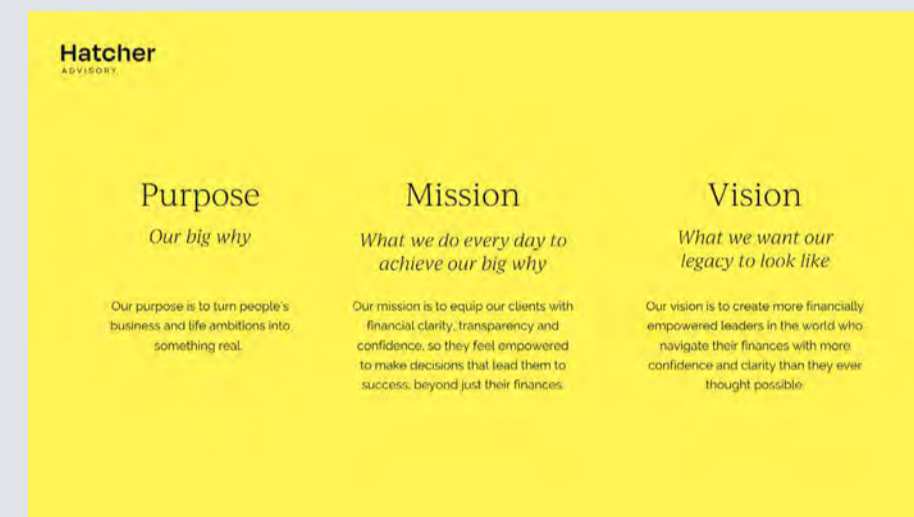 Hatcher
ADVISORY
Purpose
Our big why
Our purpose is to turn people's
business and life ambitions into
something real.
Mission
What we do every day to
achieve our big why
Our mission is to equip our clients with
financial clarity, transparency and
confidence, so they feel empowered
to make decisions that lead them to
success, beyond just their finances.
Vision
What we want our
legacy to look like
Our vision is to create more financially
empowered leaders in the world who
navigate their finances with more
confidence and clarity than they ever
thought possible.